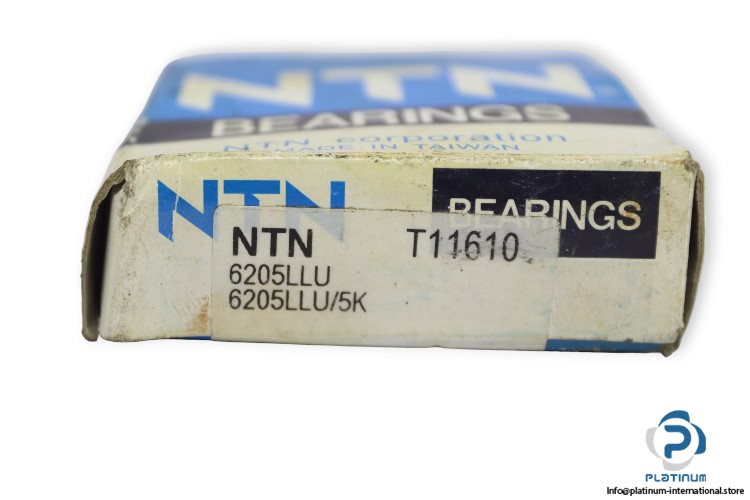 NTN
BEARINGS
NTN corporation
MADE IN TAIWAN
NTN BEARINGS
NTN T11610
6205LLU
6205LLU/5K
PLATINUM
Info@platinum-international.store